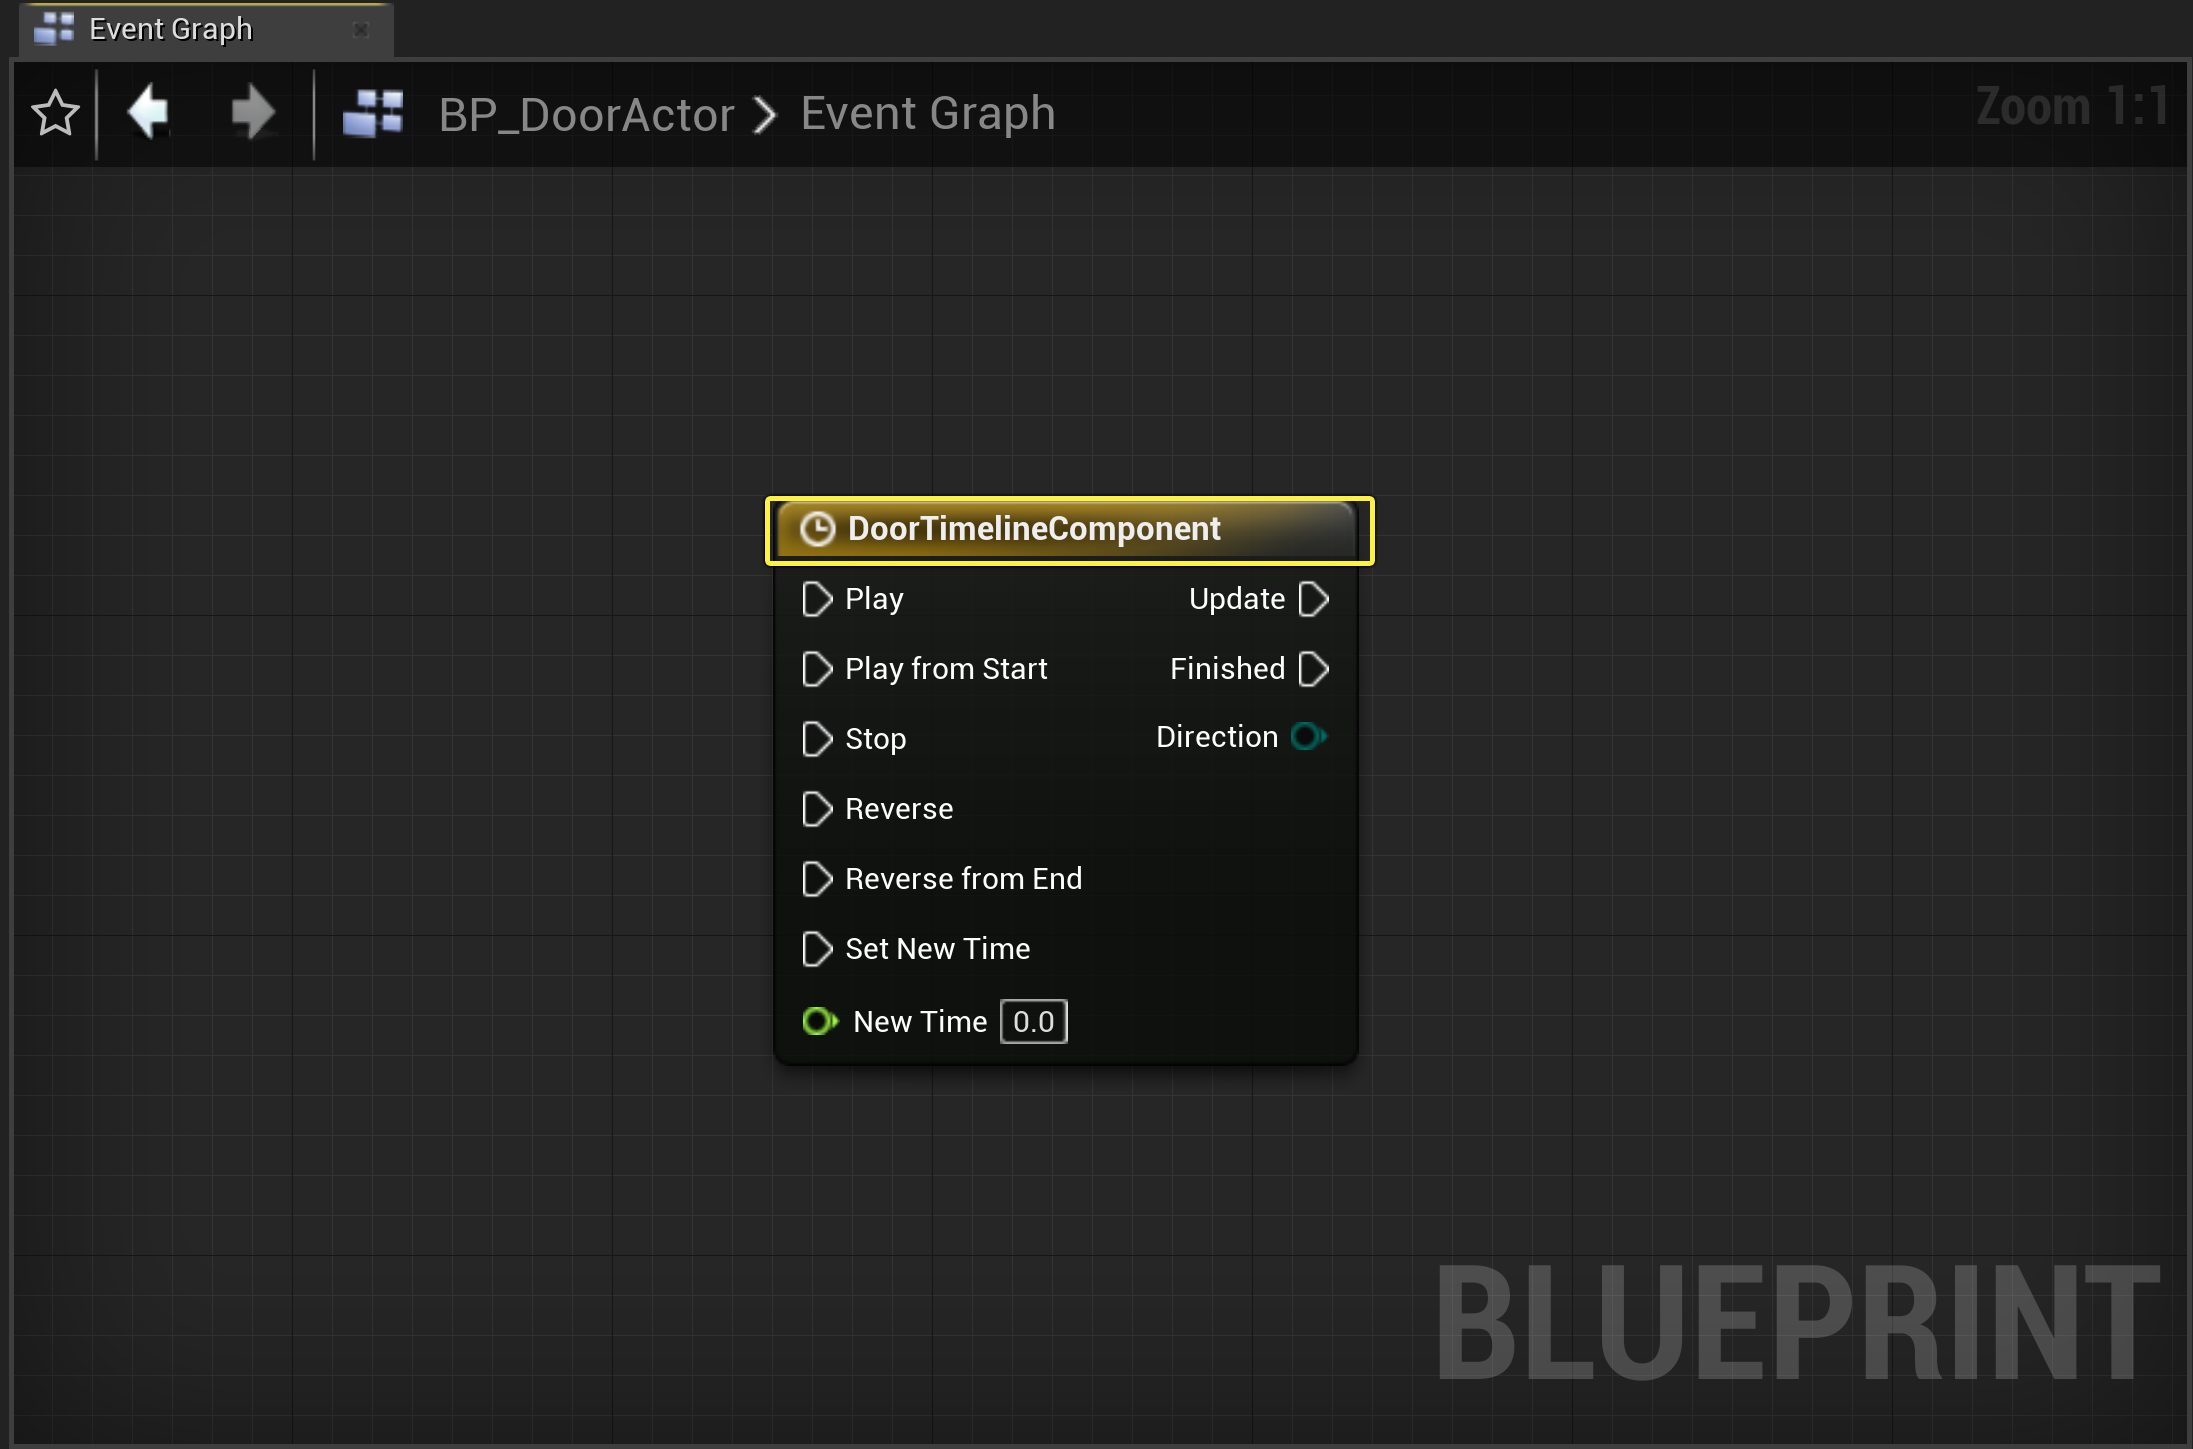 Event Graph
BP_DoorActor > Event Graph
Zoom 1:1
DoorTimelineComponent
Play
Update
Play from Start
Finished
Stop
Direction
Reverse
Reverse from End
Set New Time
New Time 0.0
BLUEPRINT